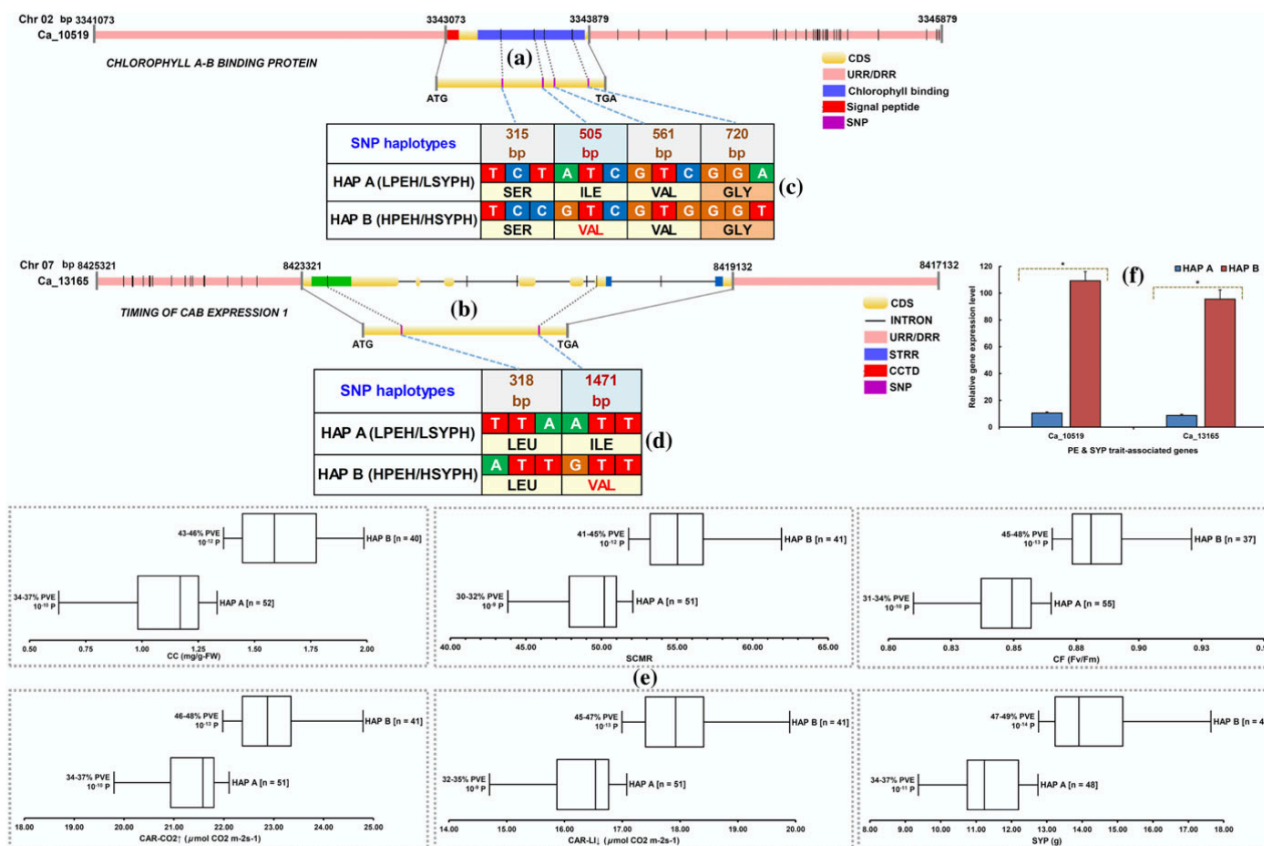 Chr 02 bp 3341073 3343073 3343879 3345879
Ca_10519
CHLOROPHYLL A-B BINDING PROTEIN
(a)
ATG TGA
CDS
URR/DRR
Chlorophyll binding
Signal peptide
SNP
SNP haplotypes 315 bp 505 bp 561 bp 720 bp
HAP A (LPEH/LSYPH) T C T A T C G T C G G A
SER ILE VAL GLY
HAP B (HPEH/HSYPH) T C C G T C G T G G G T
SER VAL VAL GLY
(c)
Chr 07 bp 8425321 8423321 8419132 8417132
Ca_13165
TIMING OF CAB EXPRESSION 1
(b)
ATG TGA
CDS
INTRON
URR/DRR
STRR
CCTD
SNP
SNP haplotypes 318 bp 1471 bp
HAP A (LPEH/LSYPH) T T A A T T
LEU ILE
HAP B (HPEH/HSYPH) A T T G T T
LEU VAL
(d)
HAP A HAP B
(f)
Relative gene expression level
120
100
80
60
40
20
0
* *
Ca_10519 Ca_13165
PE & SYP trait-associated genes
43-46% PVE
10-12 P
HAP B [n = 40]
34-37% PVE
10-10 P
HAP A [n = 52]
0.50 0.75 1.00 1.25 1.50 1.75 2.00
CC (mg/g-FW)
41-45% PVE
10-12 P
HAP B [n = 41]
30-32% PVE
10-9 P
HAP A [n = 51]
40.00 45.00 50.00 55.00 60.00 65.00
SCMR
45-48% PVE
10-13 P
HAP B [n = 37]
31-34% PVE
10-10 P
HAP A [n = 55]
0.80 0.83 0.85 0.88 0.90 0.93
CF (Fv/Fm)
(e)
46-48% PVE
10-13 P
HAP B [n = 41]
34-37% PVE
10-10 P
HAP A [n = 51]
18.00 20.00 21.00 22.00 23.00 24.00 25.00
CAR-CO2↑ (µmol CO2 m-2s-1)
45-47% PVE
10-13 P
HAP B [n = 41]
32-35% PVE
10-9 P
HAP A [n = 51]
14.00 15.00 16.00 17.00 18.00 19.00 20.00
CAR-LI↓ (µmol CO2 m-2s-1)
47-49% PVE
10-14 P
HAP B [n = 4
34-37% PVE
10-11 P
HAP A [n = 48]
8.00 9.00 10.00 11.00 12.00 13.00 14.00 15.00 16.00 17.00 18.00
SYP (g)